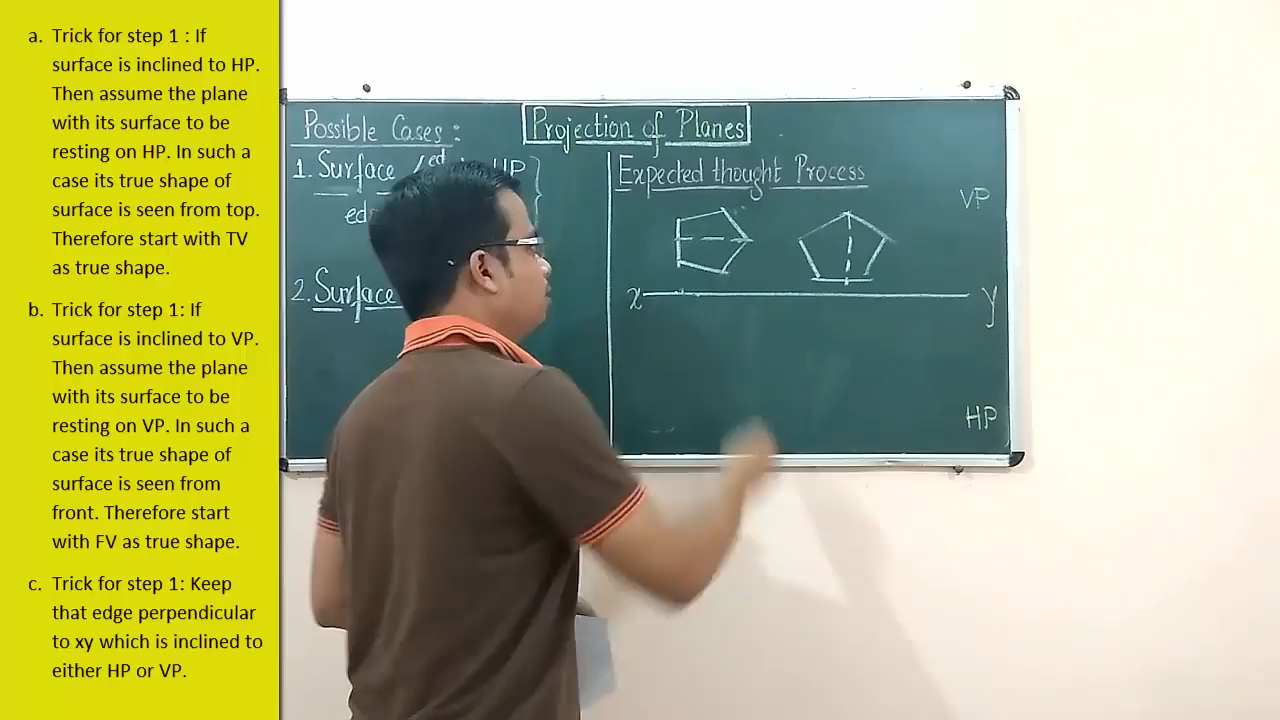 a. Trick for step 1 : If
surface is inclined to HP.
Then assume the plane
with its surface to be
resting on HP. In such a
case its true shape of
surface is seen from top.
Therefore start with TV
as true shape.
b. Trick for step 1: If
surface is inclined to VP.
Then assume the plane
with its surface to be
resting on VP. In such a
case its true shape of
surface is seen from
front. Therefore start
with FV as true shape.
c. Trick for step 1: Keep
that edge perpendicular
to xy which is inclined to
either HP or VP.
Projection of Planes
Possible Cases :
1. Surface HP
2. Surface
Expected thought Process
VP
x y
HP